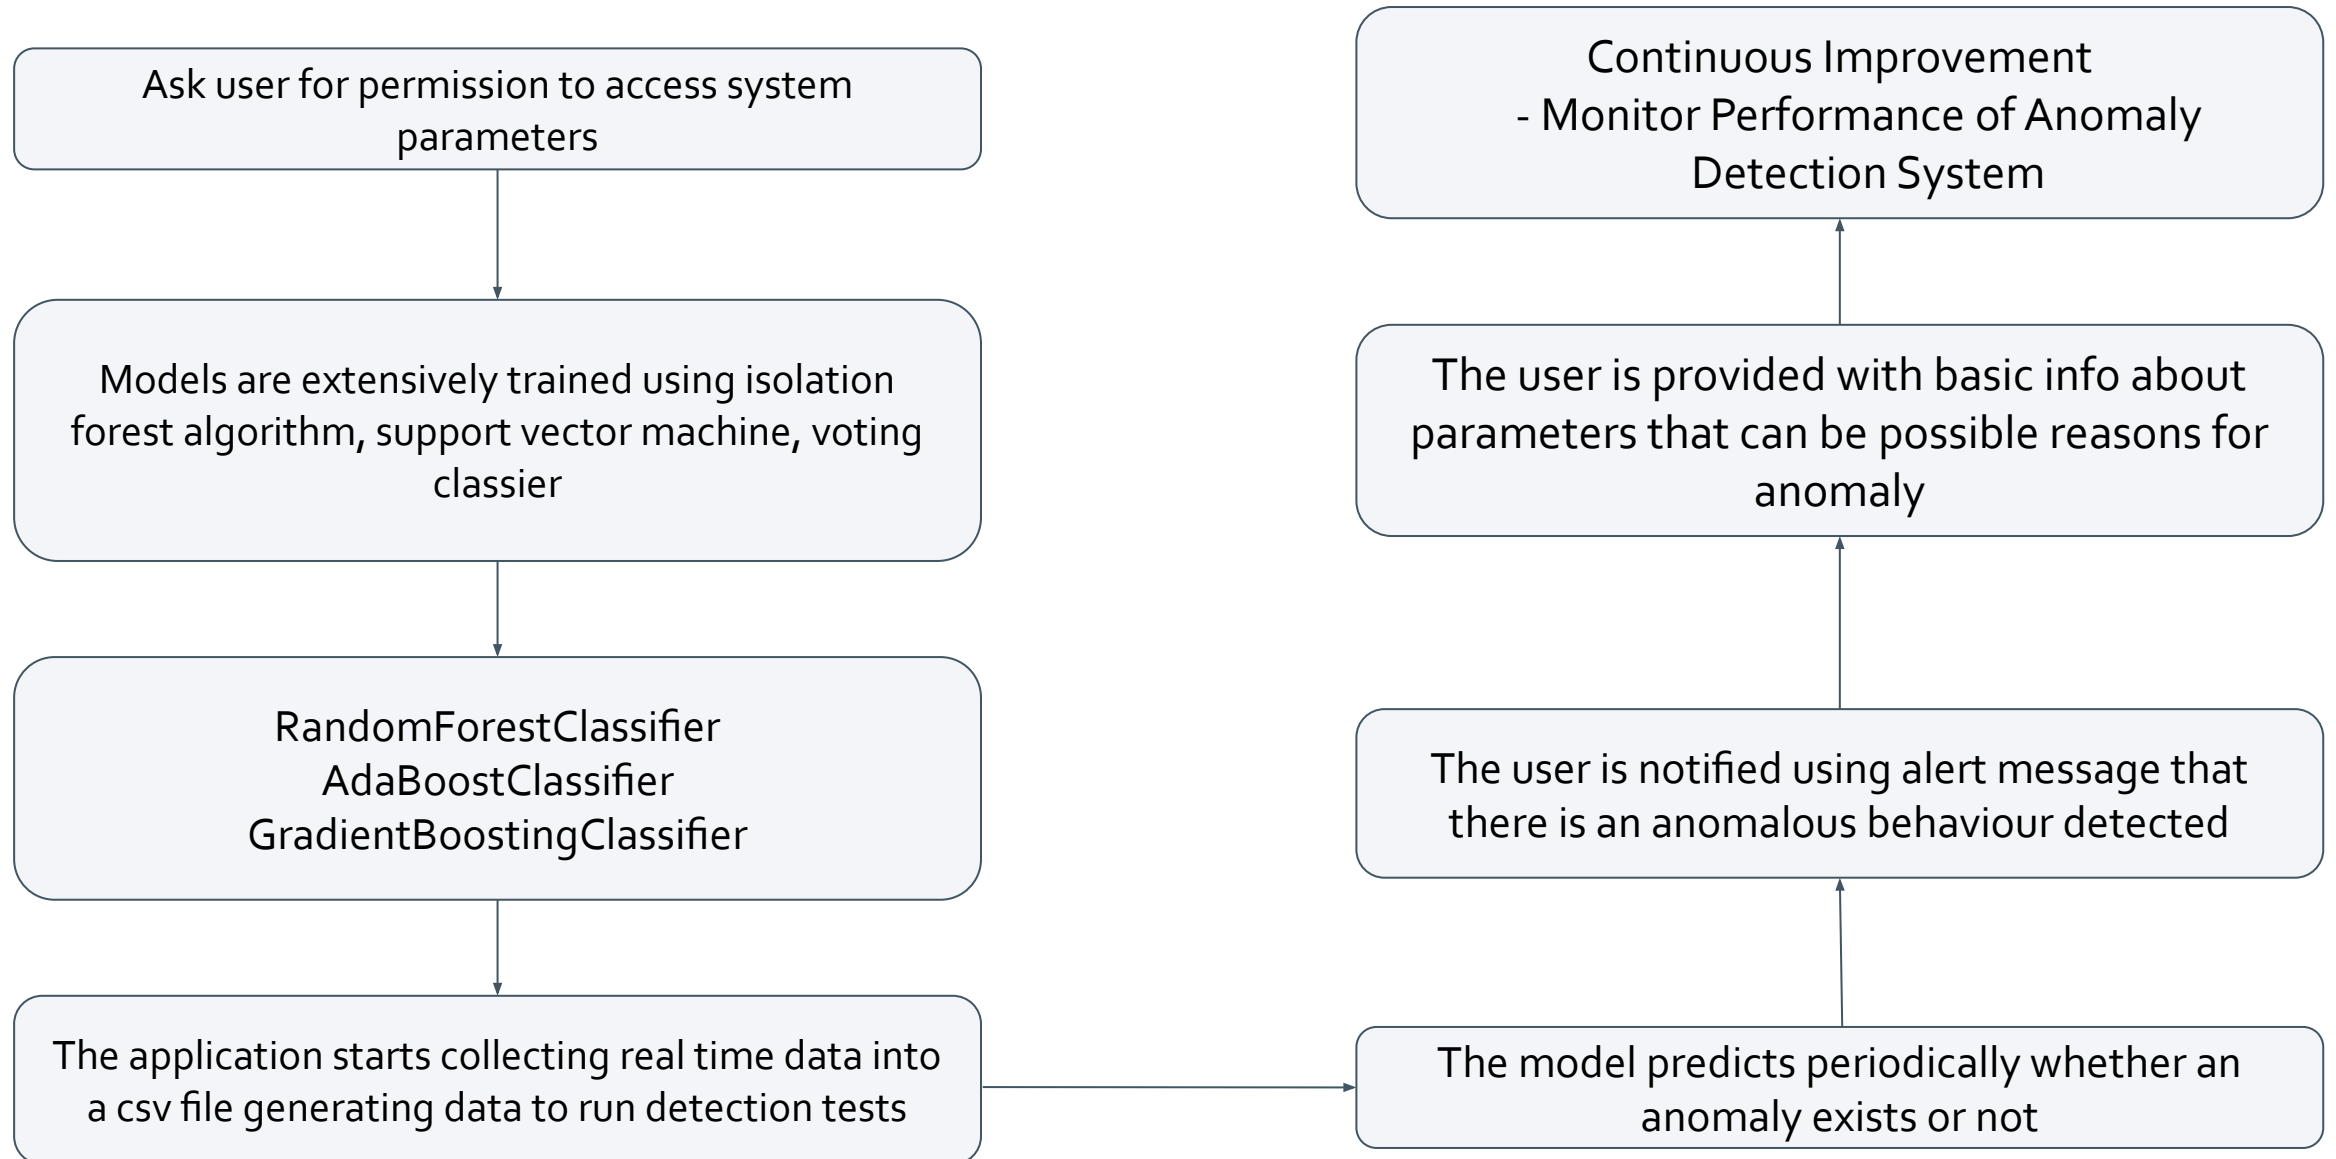 Ask user for permission to access system
parameters
Models are extensively trained using isolation
forest algorithm, support vector machine, voting
classier
RandomForestClassifier
AdaBoostClassifier
GradientBoostingClassifier
The application starts collecting real time data into
a csv file generating data to run detection tests
The model predicts periodically whether an
anomaly exists or not
The user is notified using alert message that
there is an anomalous behaviour detected
The user is provided with basic info about
parameters that can be possible reasons for
anomaly
Continuous Improvement
- Monitor Performance of Anomaly
Detection System